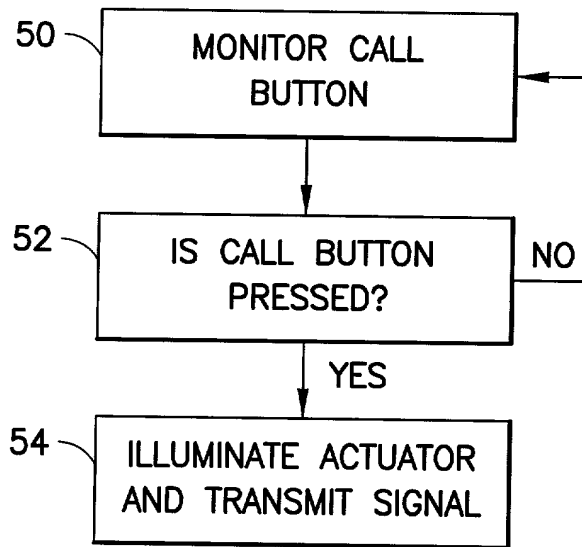 50
MONITOR CALL
BUTTON
52
IS CALL BUTTON
PRESSED?
NO
YES
54
ILLUMINATE ACTUATOR
AND TRANSMIT SIGNAL